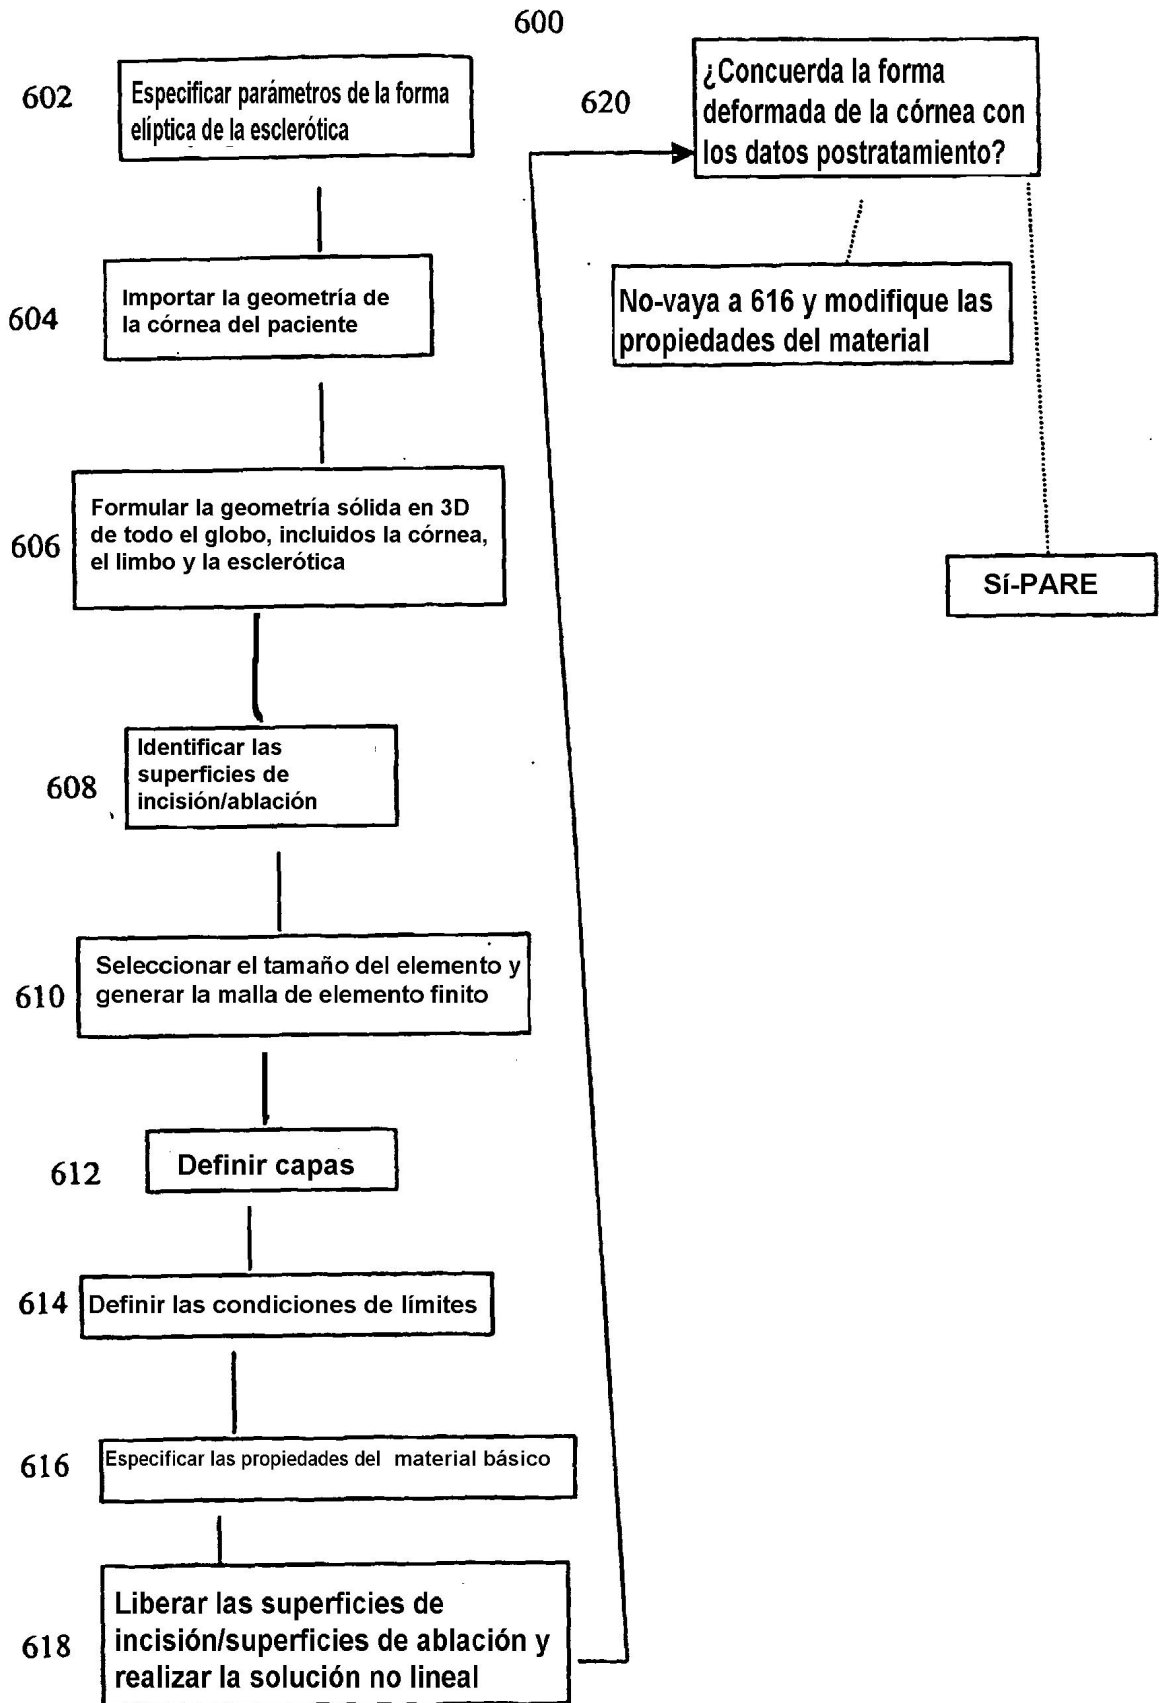 600
602
Especificar parámetros de la forma
elíptica de la esclerótica
604
Importar la geometría de
la córnea del paciente
606
Formular la geometría sólida en 3D
de todo el globo, incluidos la córnea,
el limbo y la esclerótica
608
Identificar las
superficies de
incisión/ablación
610
Seleccionar el tamaño del elemento y
generar la malla de elemento finito
612
Definir capas
614
Definir las condiciones de límites
616
Especificar las propiedades del material básico
618
Liberar las superficies de
incisión/superficies de ablación y
realizar la solución no lineal
620
¿Concuerda la forma
deformada de la córnea con
los datos postratamiento?
No-vaya a 616 y modifique las
propiedades del material
Sí-PARE